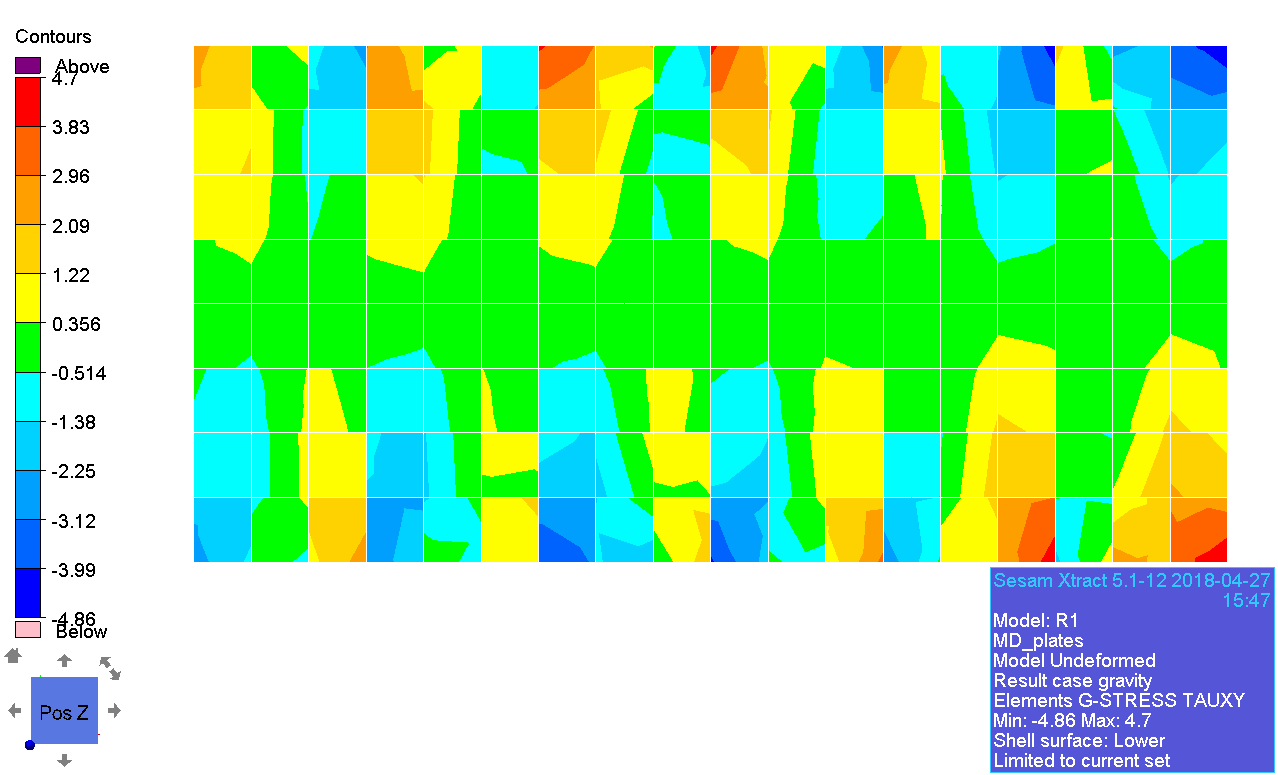 Contours
Above
4.7
3.83
2.96
2.09
1.22
0.356
-0.514
-1.38
-2.25
-3.12
-3.99
-4.86
Below
Pos Z
Sesam Xtract 5.1-12 2018-04-27
15:47
Model: R1
MD_plates
Model Undeformed
Result case gravity
Elements G-STRESS TAUXY
Min: -4.86 Max: 4.7
Shell surface: Lower
Limited to current set